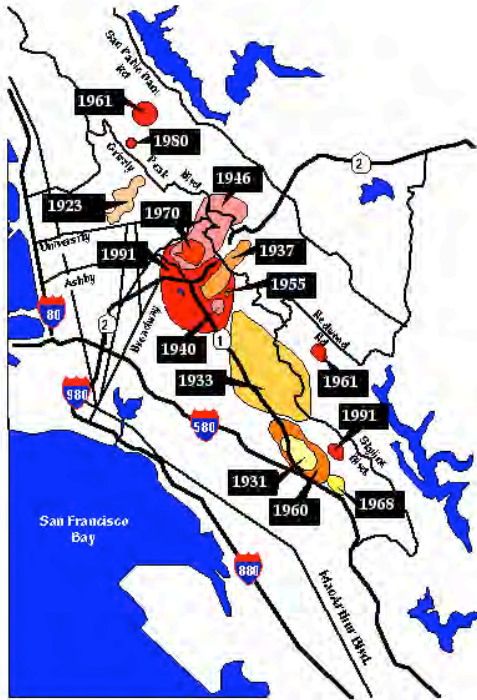 San Pablo Dam
Rd
1961
1980
2
Grizzly
Peak
Blvd
1946
1923
1970
University
1937
1991
Ashby
1955
80
2
Broadway
Redwood
Rd
1940
1
1961
1933
980
1991
580
Skyline
Blvd
1931
1968
1960
San Francisco
Bay
880
MacArthur Blvd.